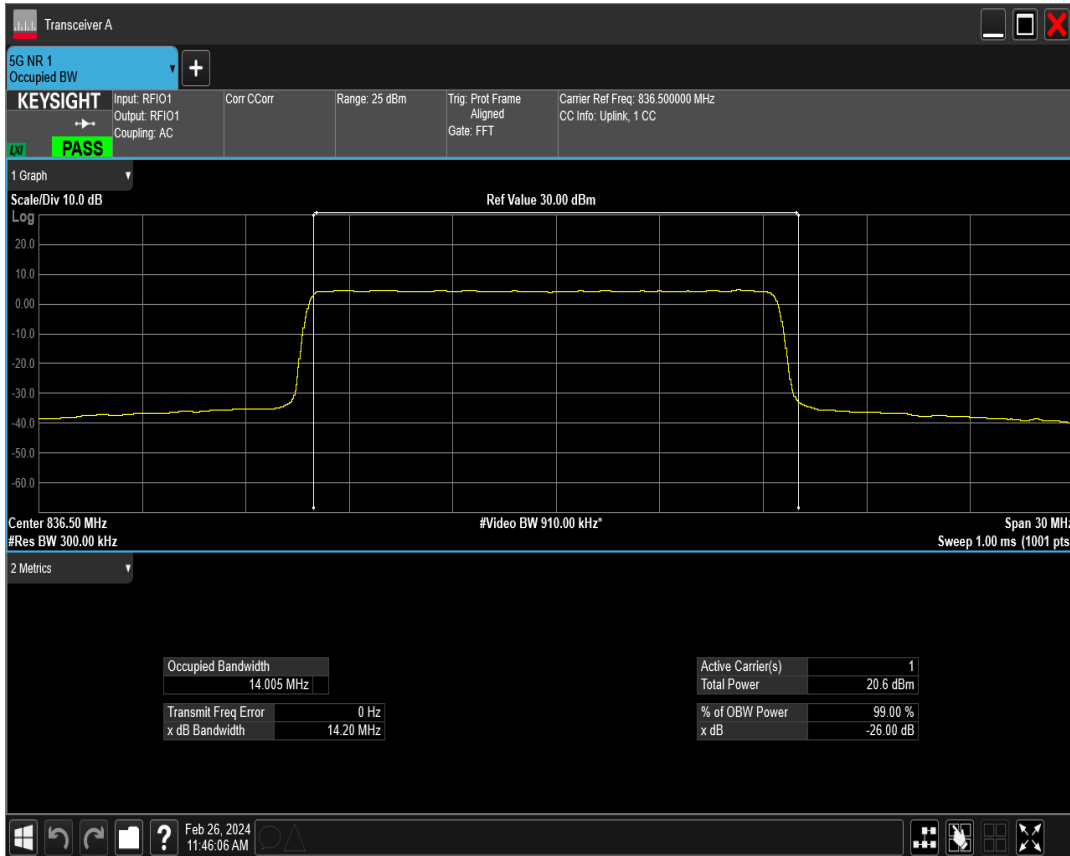 Transceiver A
5G NR 1
Occupied BW
KEYSIGHT
LXI
PASS
Input: RFIO1
Output: RFIO1
Coupling: AC
Corr CCorr
Range: 25 dBm
Trig: Prot Frame
Aligned
Gate: FFT
Carrier Ref Freq: 836.500000 MHz
CC Info: Uplink, 1 CC
1 Graph
Scale/Div 10.0 dB
Ref Value 30.00 dBm
Log
20.0
10.0
0.00
-10.0
-20.0
-30.0
-40.0
-50.0
-60.0
Center 836.50 MHz
#Video BW 910.00 kHz*
Span 30 MHz
#Res BW 300.00 kHz
Sweep 1.00 ms (1001 pts
2 Metrics
Occupied Bandwidth
14.005 MHz
Transmit Freq Error 0 Hz
x dB Bandwidth 14.20 MHz
Active Carrier(s) 1
Total Power 20.6 dBm
% of OBW Power 99.00 %
x dB -26.00 dB
?
Feb 26, 2024
11:46:06 AM